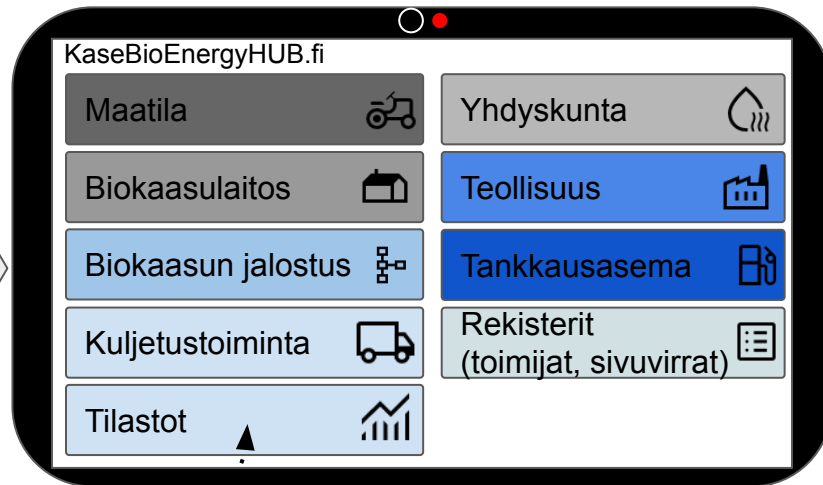 KaseBioEnergyHUB.fi
Maatila
Yhdyskunta
Biokaasulaitos
Teollisuus
Biokaasun jalostus
Tankkausasema
Kuljetustoiminta
Rekisterit
(toimijat, sivuvirrat)
Tilastot